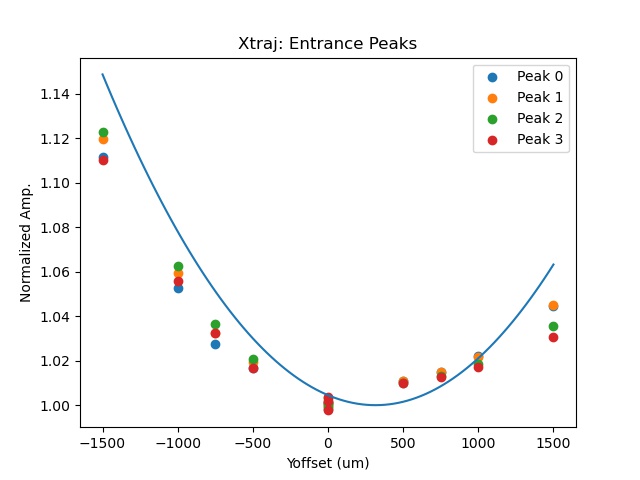 Xtraj: Entrance Peaks
Peak 0
Peak 1
Peak 2
Peak 3
Normalized Amp.
1.14
1.12
1.10
1.08
1.06
1.04
1.02
1.00
−1500 −1000 −500 0 500 1000 1500
Yoffset (um)